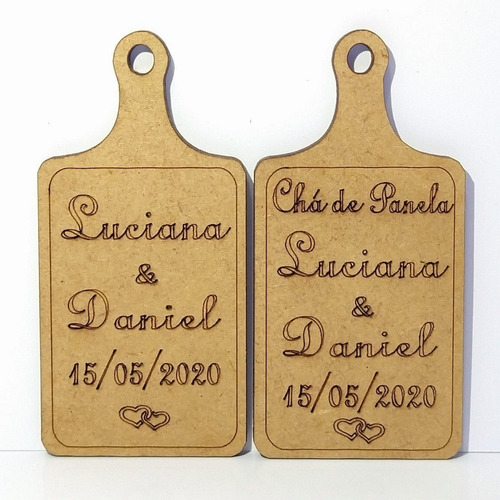 Luciana
&
Daniel
15/05/2020
Chá de Panela
Luciana
&
Daniel
15/05/2020